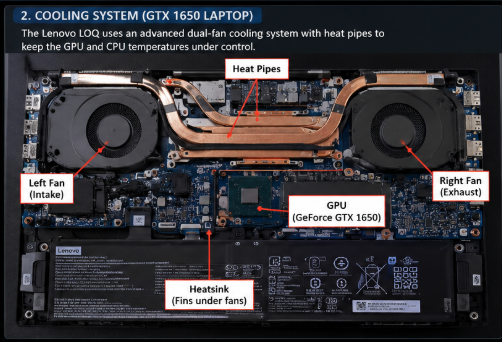 2. COOLING SYSTEM (GTX 1650 LAPTOP)
The Lenovo LOQ uses an advanced dual-fan cooling system with heat pipes to
keep the GPU and CPU temperatures under control.
Heat Pipes
Left Fan
(Intake)
Right Fan
(Exhaust)
GPU
(GeForce GTX 1650)
Lenovo
Heatsink
(Fins under fans)